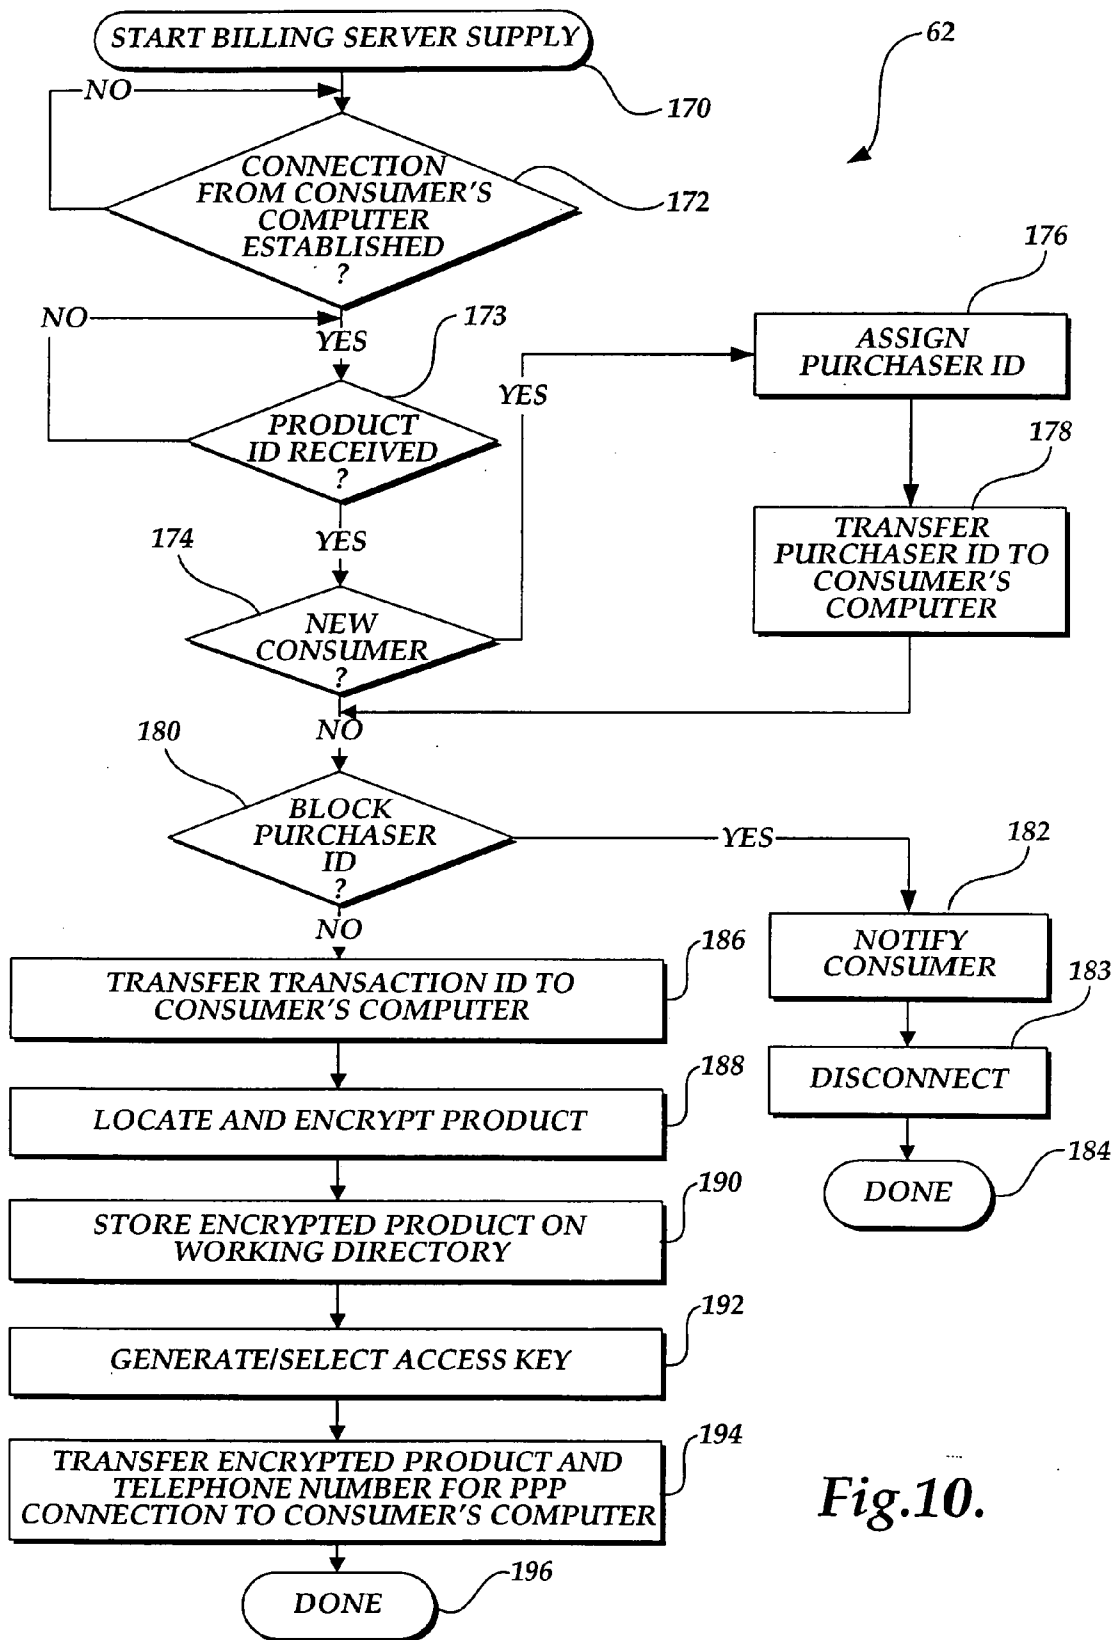 START BILLING SERVER SUPPLY
62
NO
170
CONNECTION
FROM CONSUMER'S
COMPUTER
ESTABLISHED
?
172
176
NO
173
YES
ASSIGN
PURCHASER ID
YES
PRODUCT
ID RECEIVED
?
178
174
YES
TRANSFER
PURCHASER ID TO
CONSUMER'S
COMPUTER
NEW
CONSUMER
?
180
NO
BLOCK
PURCHASER
ID
?
YES
182
NO
186
NOTIFY
CONSUMER
183
TRANSFER TRANSACTION ID TO
CONSUMER'S COMPUTER
188
DISCONNECT
LOCATE AND ENCRYPT PRODUCT
184
190
DONE
STORE ENCRYPTED PRODUCT ON
WORKING DIRECTORY
192
GENERATE/SELECT ACCESS KEY
194
TRANSFER ENCRYPTED PRODUCT AND
TELEPHONE NUMBER FOR PPP
CONNECTION TO CONSUMER'S COMPUTER
Fig.10.
196
DONE